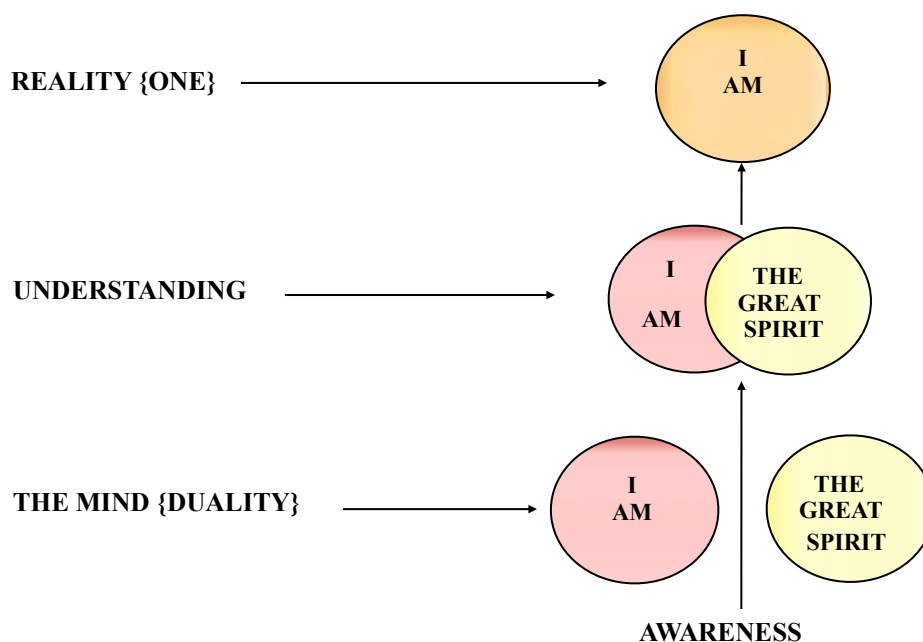 I
AM
REALITY {ONE}
UNDERSTANDING
I
AM
THE
GREAT
SPIRIT
THE MIND {DUALITY}
I
AM
THE
GREAT
SPIRIT
AWARENESS